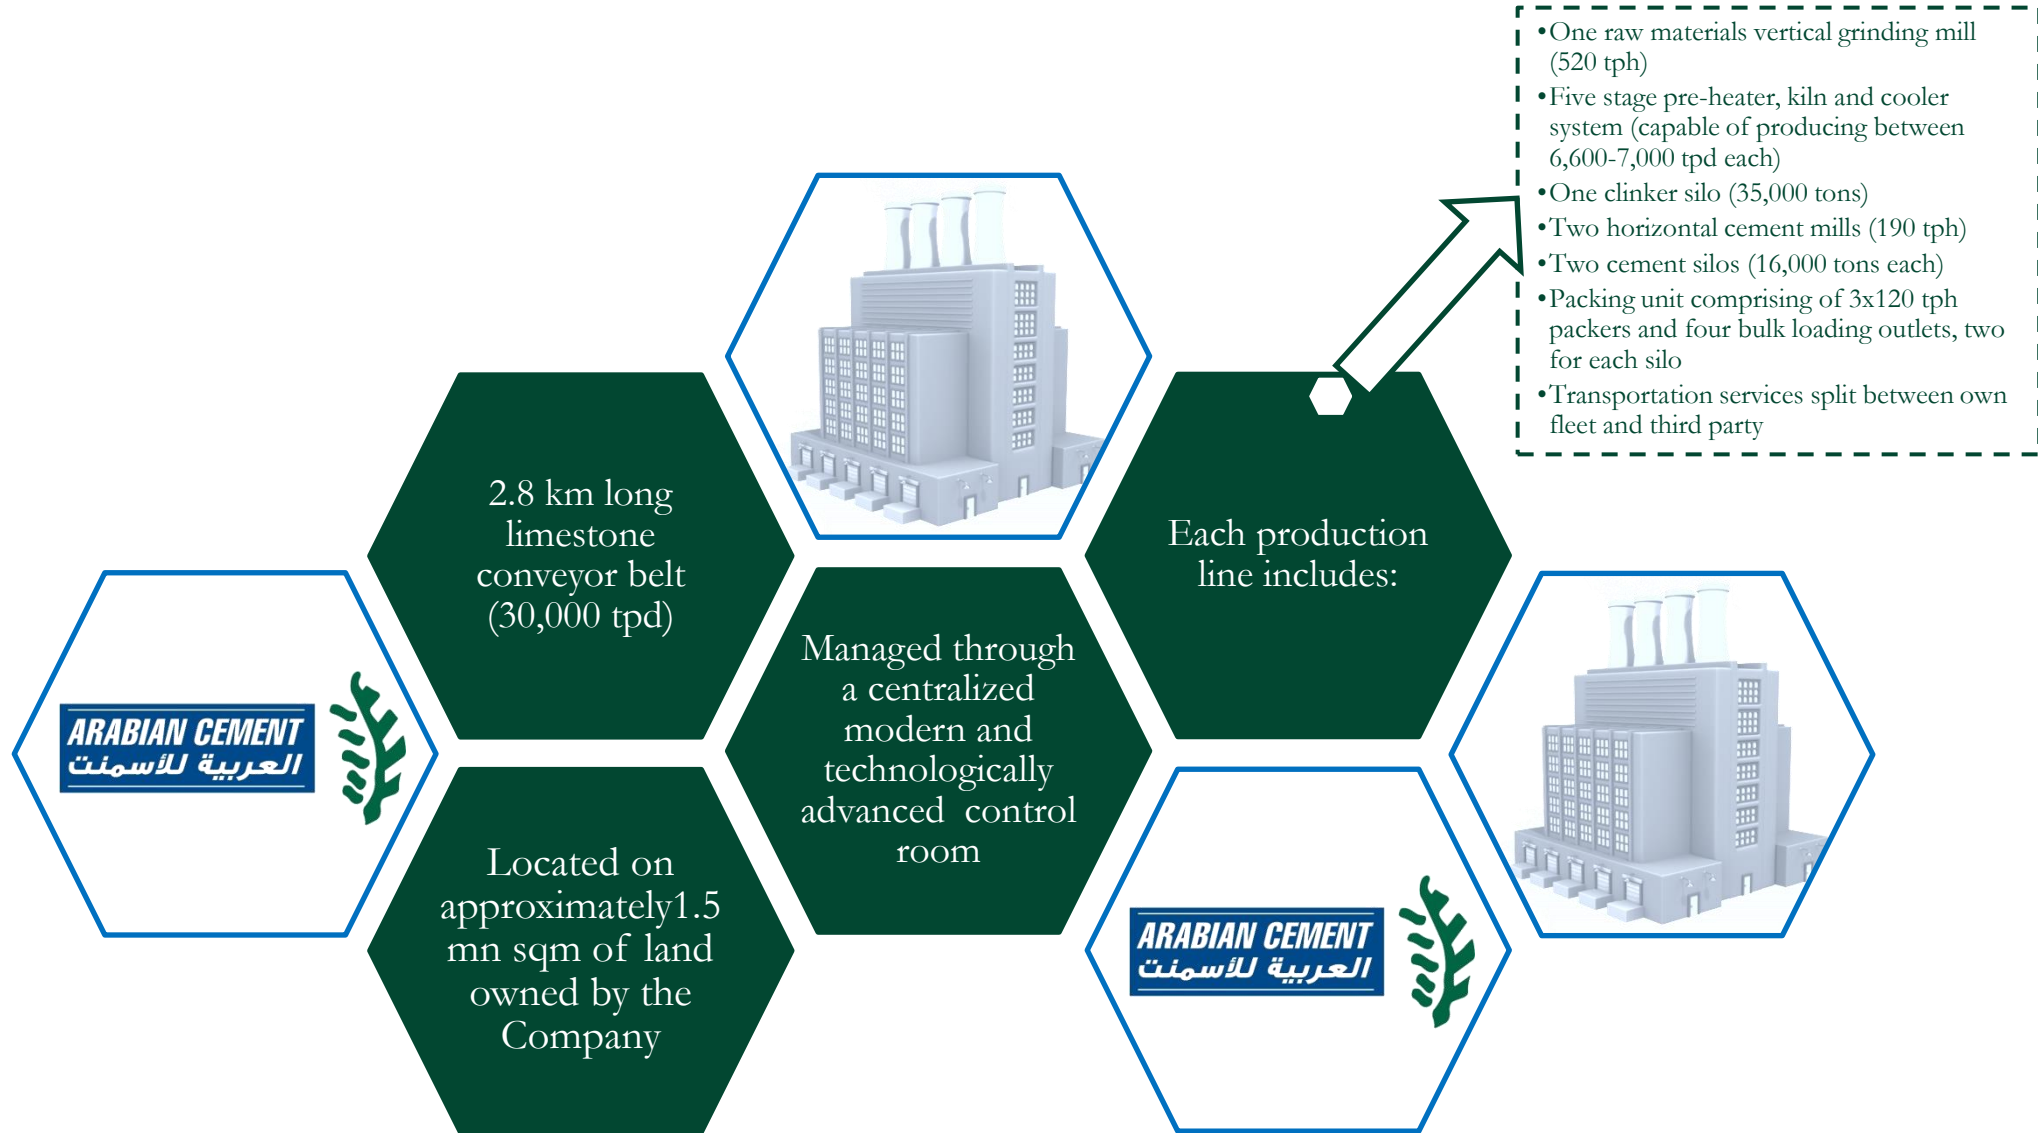 •One raw materials vertical grinding mill
(520 tph)
•Five stage pre-heater, kiln and cooler
system (capable of producing between
6,600-7,000 tpd each)
•One clinker silo (35,000 tons)
•Two horizontal cement mills (190 tph)
•Two cement silos (16,000 tons each)
•Packing unit comprising of 3x120 tph
packers and four bulk loading outlets, two
for each silo
•Transportation services split between own
fleet and third party
2.8 km long
limestone
conveyor belt
(30,000 tpd)
Each production
line includes:
Managed through
a centralized
modern and
technologically
advanced  control
room
ARABIAN CEMENT
العربية للأسمنت
Located on
approximately1.5
mn sqm of land
owned by the
Company
ARABIAN CEMENT
العربية للأسمنت